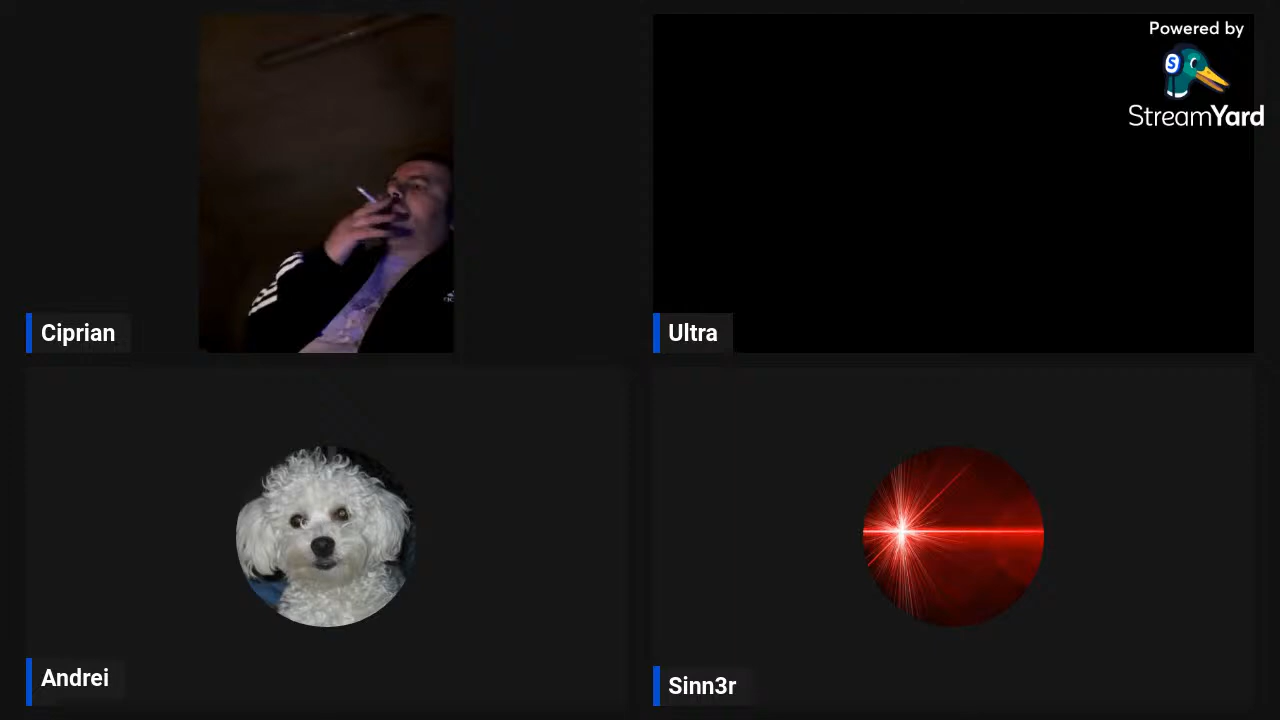 Powered by
S
StreamYard
Ciprian
Ultra
Andrei
Sinn3r